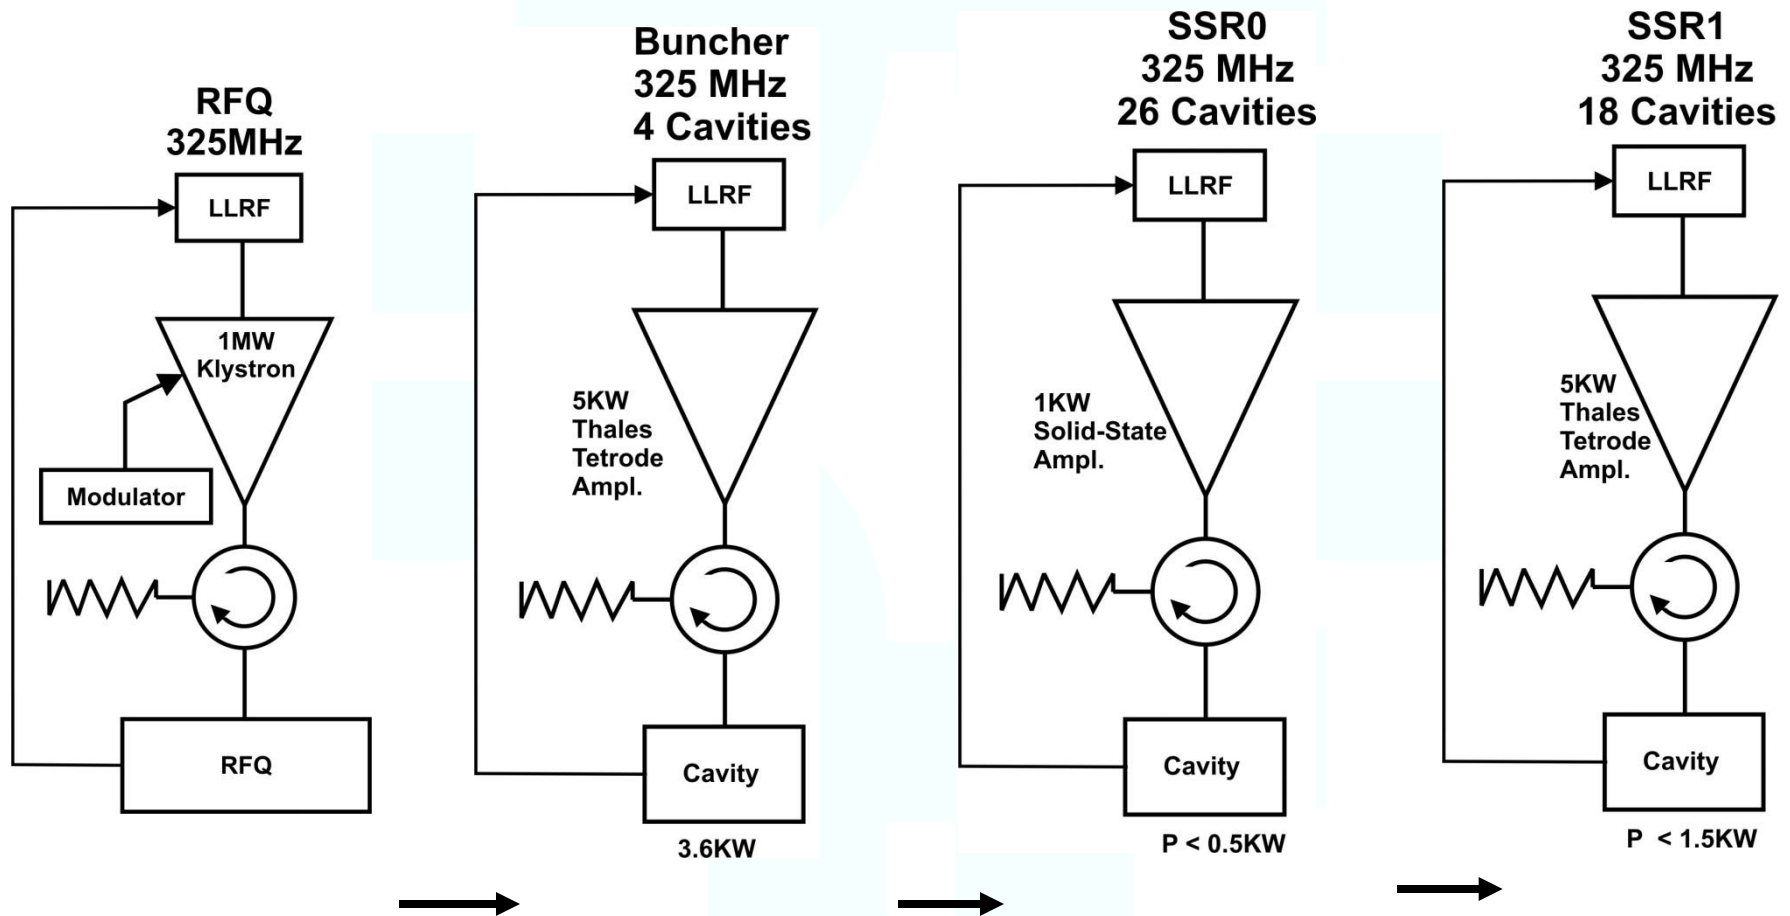 RFQ
325MHz
LLRF
1MW
Klystron
Modulator
RFQ
Buncher
325 MHz
4 Cavities
LLRF
5KW
Thales
Tetrode
Ampl.
Cavity
3.6KW
SSR0
325 MHz
26 Cavities
LLRF
1KW
Solid-State
Ampl.
Cavity
P < 0.5KW
SSR1
325 MHz
18 Cavities
LLRF
5KW
Thales
Tetrode
Ampl.
Cavity
P < 1.5KW